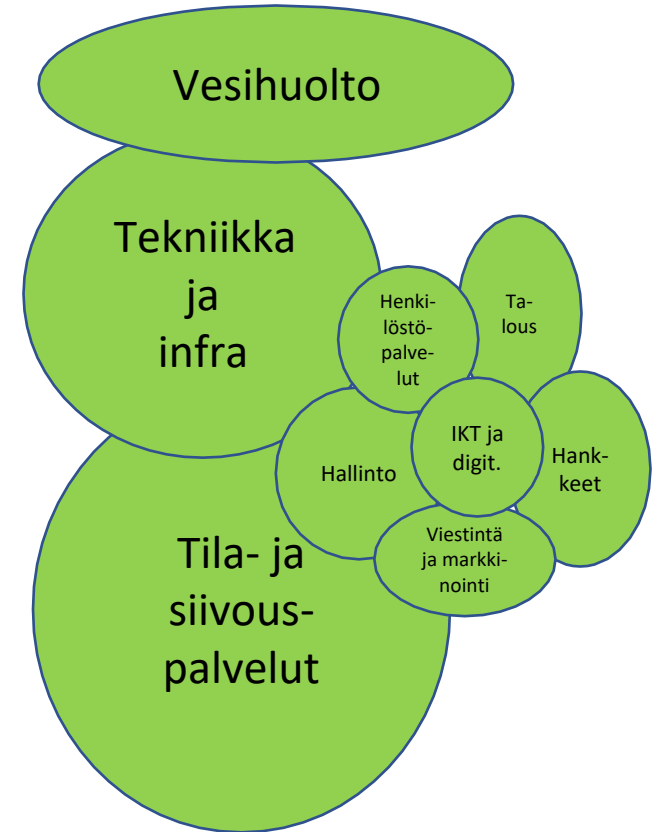 Vesihuolto
Tekniikka
ja
infra
Henki-
löstö-
palve-
lut
Ta-
lous
IKT ja
digit.
Hank-
keet
Hallinto
Viestintä
ja markki-
nointi
Tila- ja
siivous-
palvelut